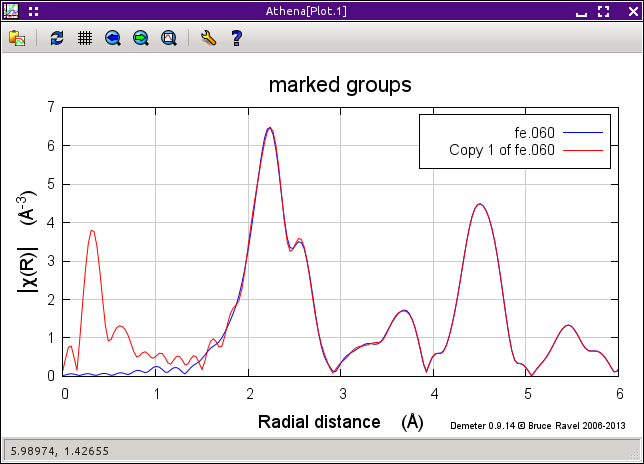 Athena[Plot.1]
marked groups
fe.060
Copy 1 of fe.060
|χ(R)| (Å-3)
7
6
5
4
3
2
1
0
0 1 2 3 4 5 6
Radial distance (Å)
Demeter 0.9.14 © Bruce Ravel 2006-2013
5.98974, 1.42655